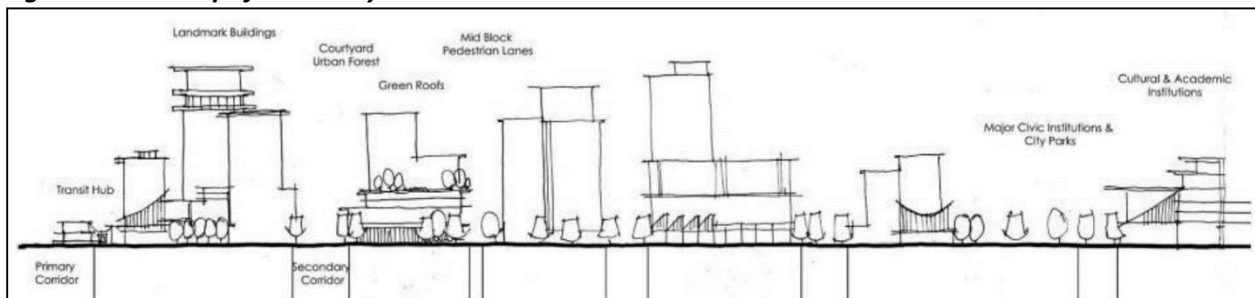 Landmark Buildings
Courtyard
Urban Forest
Mid Block
Pedestrian Lanes
Green Roofs
Cultural & Academic
Institutions
Major Civic Institutions &
City Parks
Transit Hub
Primary
Corridor
Secondary
Corridor